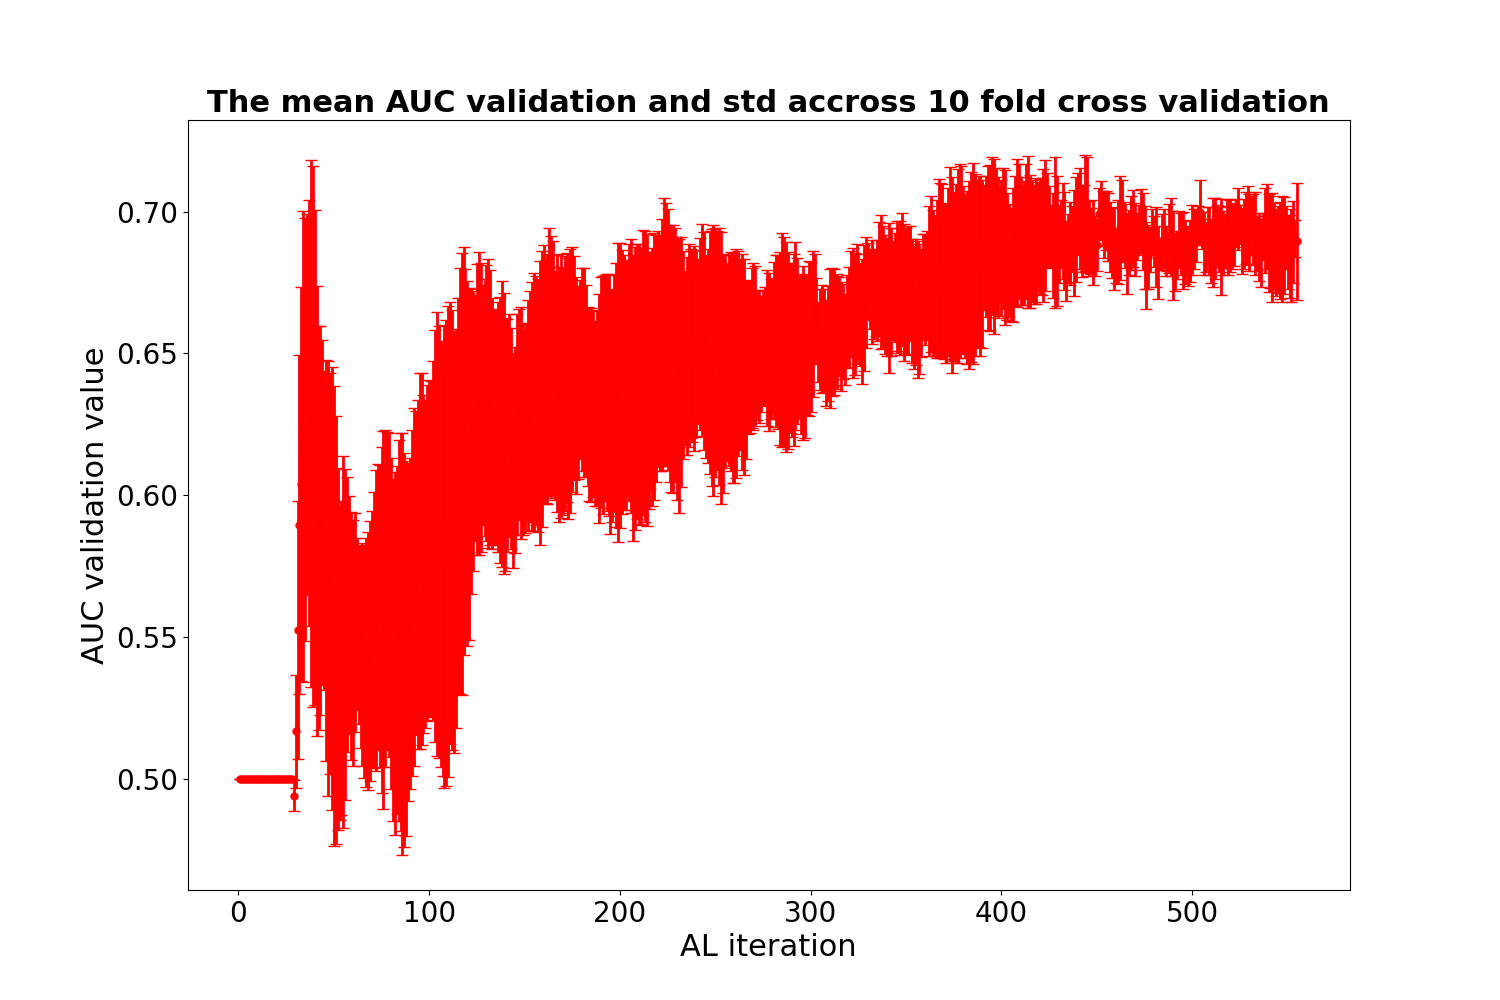 The mean AUC validation and std accross 10 fold cross validation
0.70
0.65
0.60
0.55
0.50
AUC validation value
0 100 200 300 400 500
AL iteration